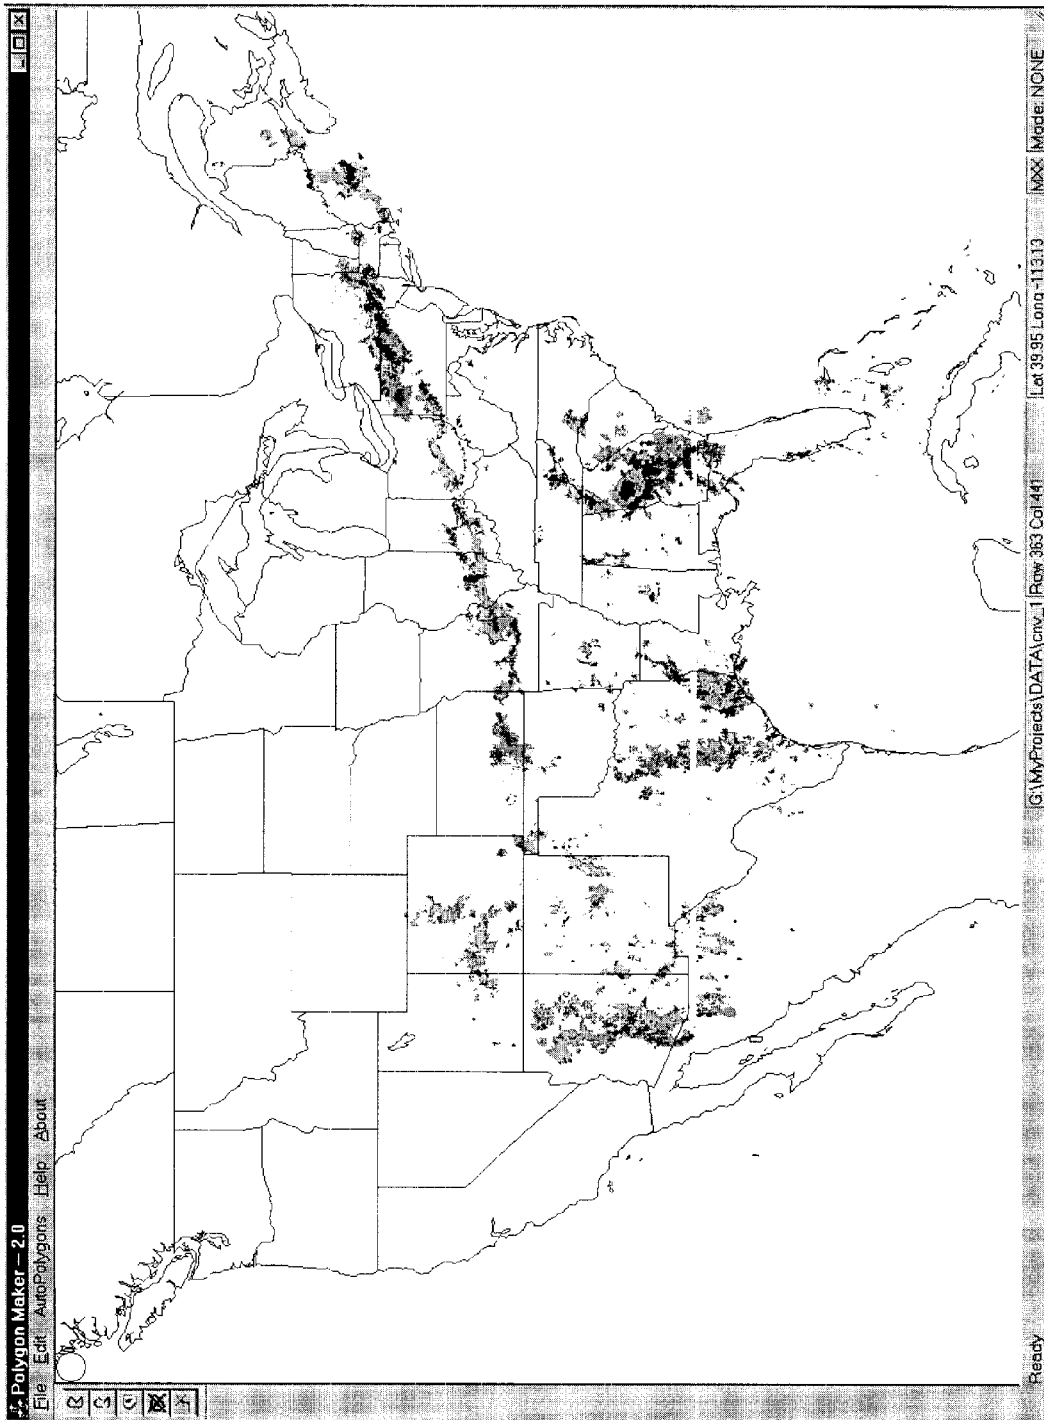 Polygon Maker – 2.0
File Edit AutoPolygons Help About
Ready G:\MyProjects\DATA\cnv_1 Row 363 Col 441 Lat 39.95 Long -113.13 MXX Mode: NONE